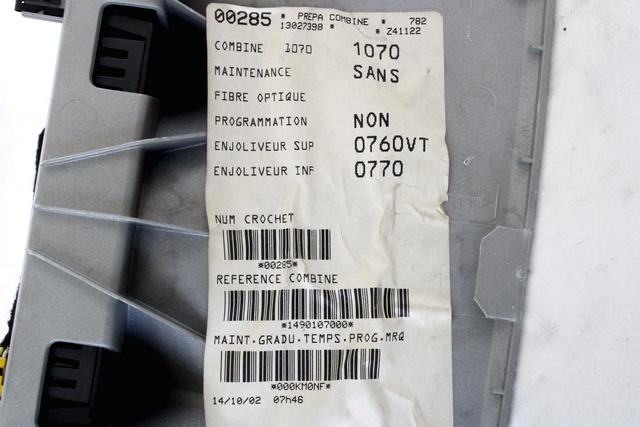 00285 * PREPA COMBINE * 782
13027398 * * Z41122
COMBINE 1070 1070
MAINTENANCE SANS
FIBRE OPTIQUE
PROGRAMMATION NON
ENJOLIVEUR SUP 0760VT
ENJOLIVEUR INF 0770
NUM CROCHET
*00285*
REFERENCE COMBINE
*1490107000*
MAINT.GRADU.TEMPS.PROG.MRQ
*000KM0NF*
14/10/02 07h46